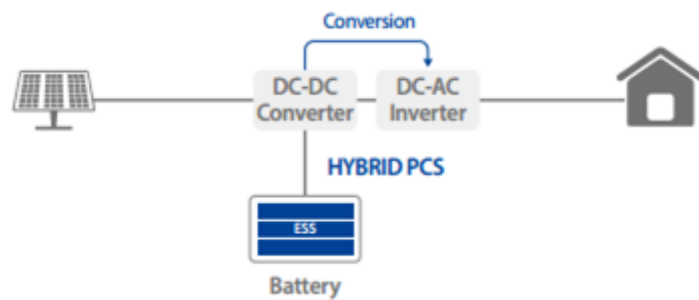 Conversion
DC-DC
Converter
DC-AC
Inverter
HYBRID PCS
ESS
Battery